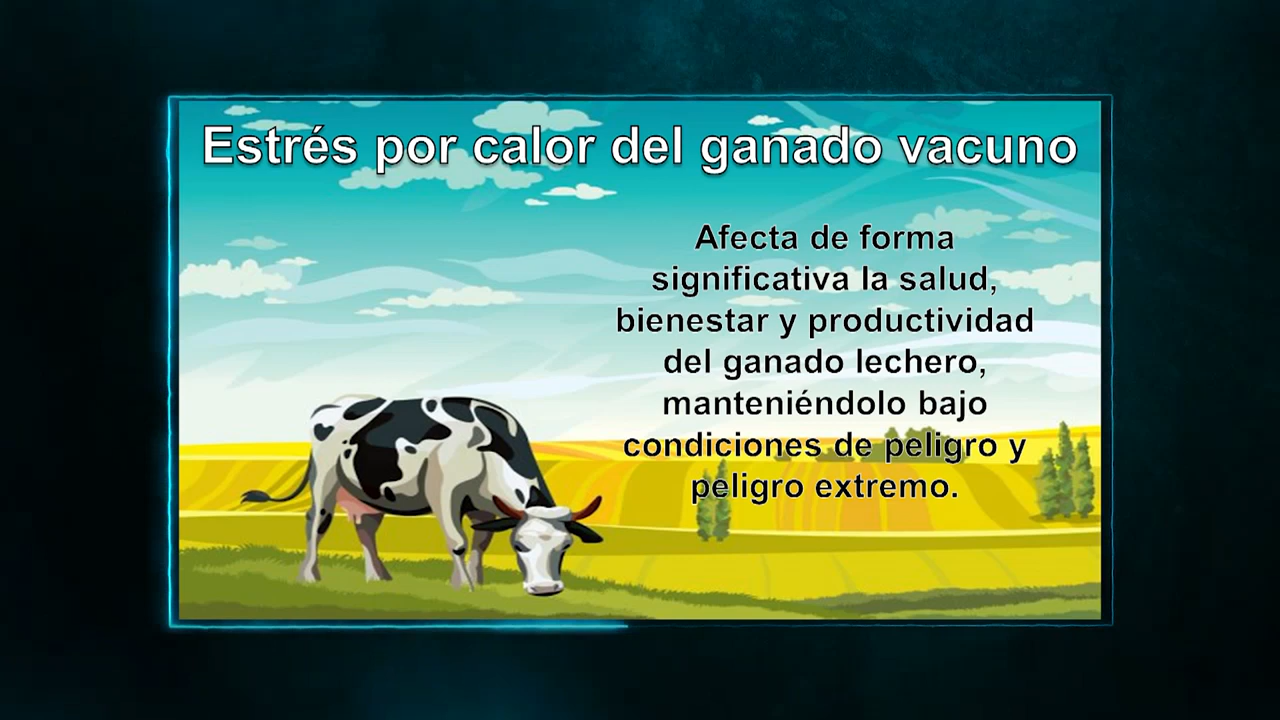 Estrés por calor del ganado vacuno
Afecta de forma
significativa la salud,
bienestar y productividad
del ganado lechero,
manteniéndolo bajo
condiciones de peligro y
peligro extremo.